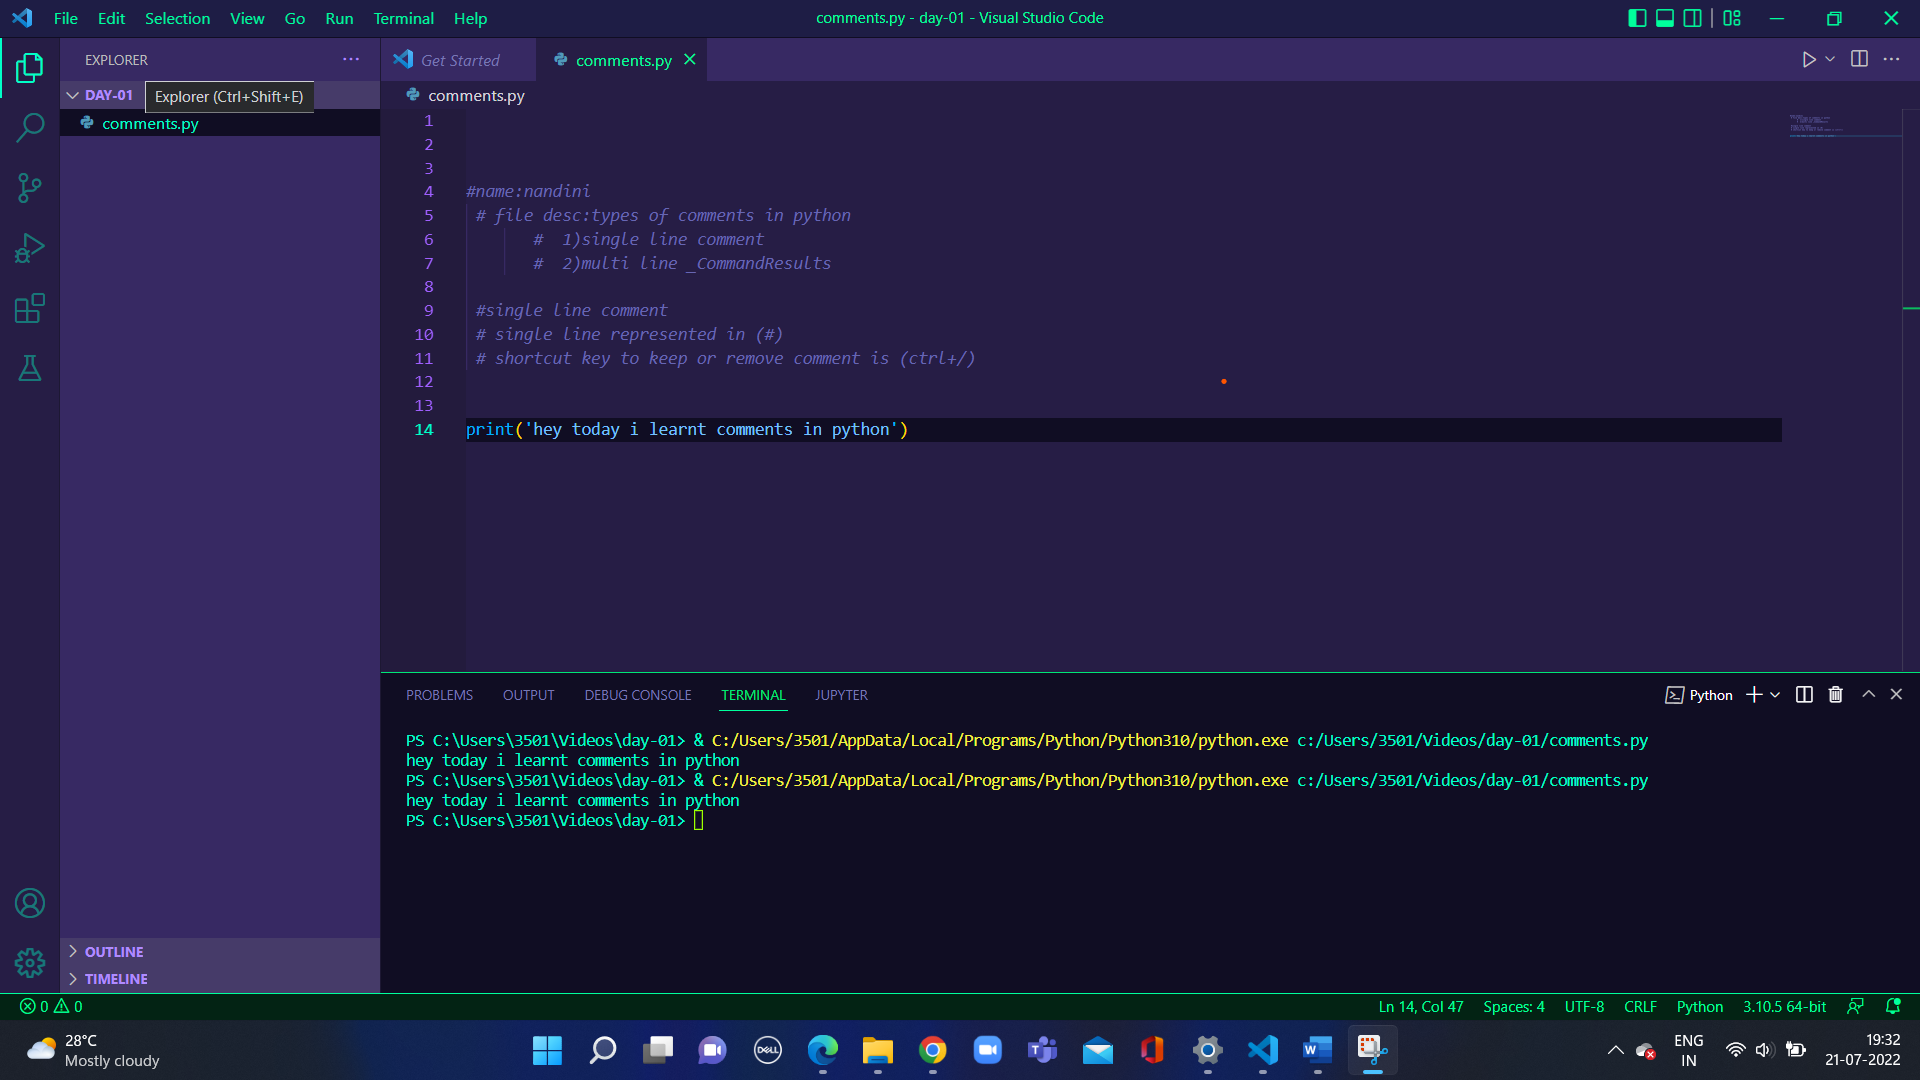 File Edit Selection View Go Run Terminal Help
comments.py - day-01 - Visual Studio Code
EXPLORER
DAY-01
Explorer (Ctrl+Shift+E)
comments.py
OUTLINE
TIMELINE
Get Started
comments.py
comments.py
1
2
3
4 #name:nandini
5 # file desc:types of comments in python
6 # 1)single line comment
7 # 2)multi line _CommandResults
8
9 #single line comment
10 # single line represented in (#)
11 # shortcut key to keep or remove comment is (ctrl+/)
12
13
14 print('hey today i learnt comments in python')
PROBLEMS OUTPUT DEBUG CONSOLE TERMINAL JUPYTER
Python
PS C:\Users\3501\Videos\day-01> & C:/Users/3501/AppData/Local/Programs/Python/Python310/python.exe c:/Users/3501/Videos/day-01/comments.py
hey today i learnt comments in python
PS C:\Users\3501\Videos\day-01> & C:/Users/3501/AppData/Local/Programs/Python/Python310/python.exe c:/Users/3501/Videos/day-01/comments.py
hey today i learnt comments in python
PS C:\Users\3501\Videos\day-01>
0 0
Ln 14, Col 47 Spaces: 4 UTF-8 CRLF Python 3.10.5 64-bit
28°C
Mostly cloudy
DELL
ENG
IN
19:32
21-07-2022